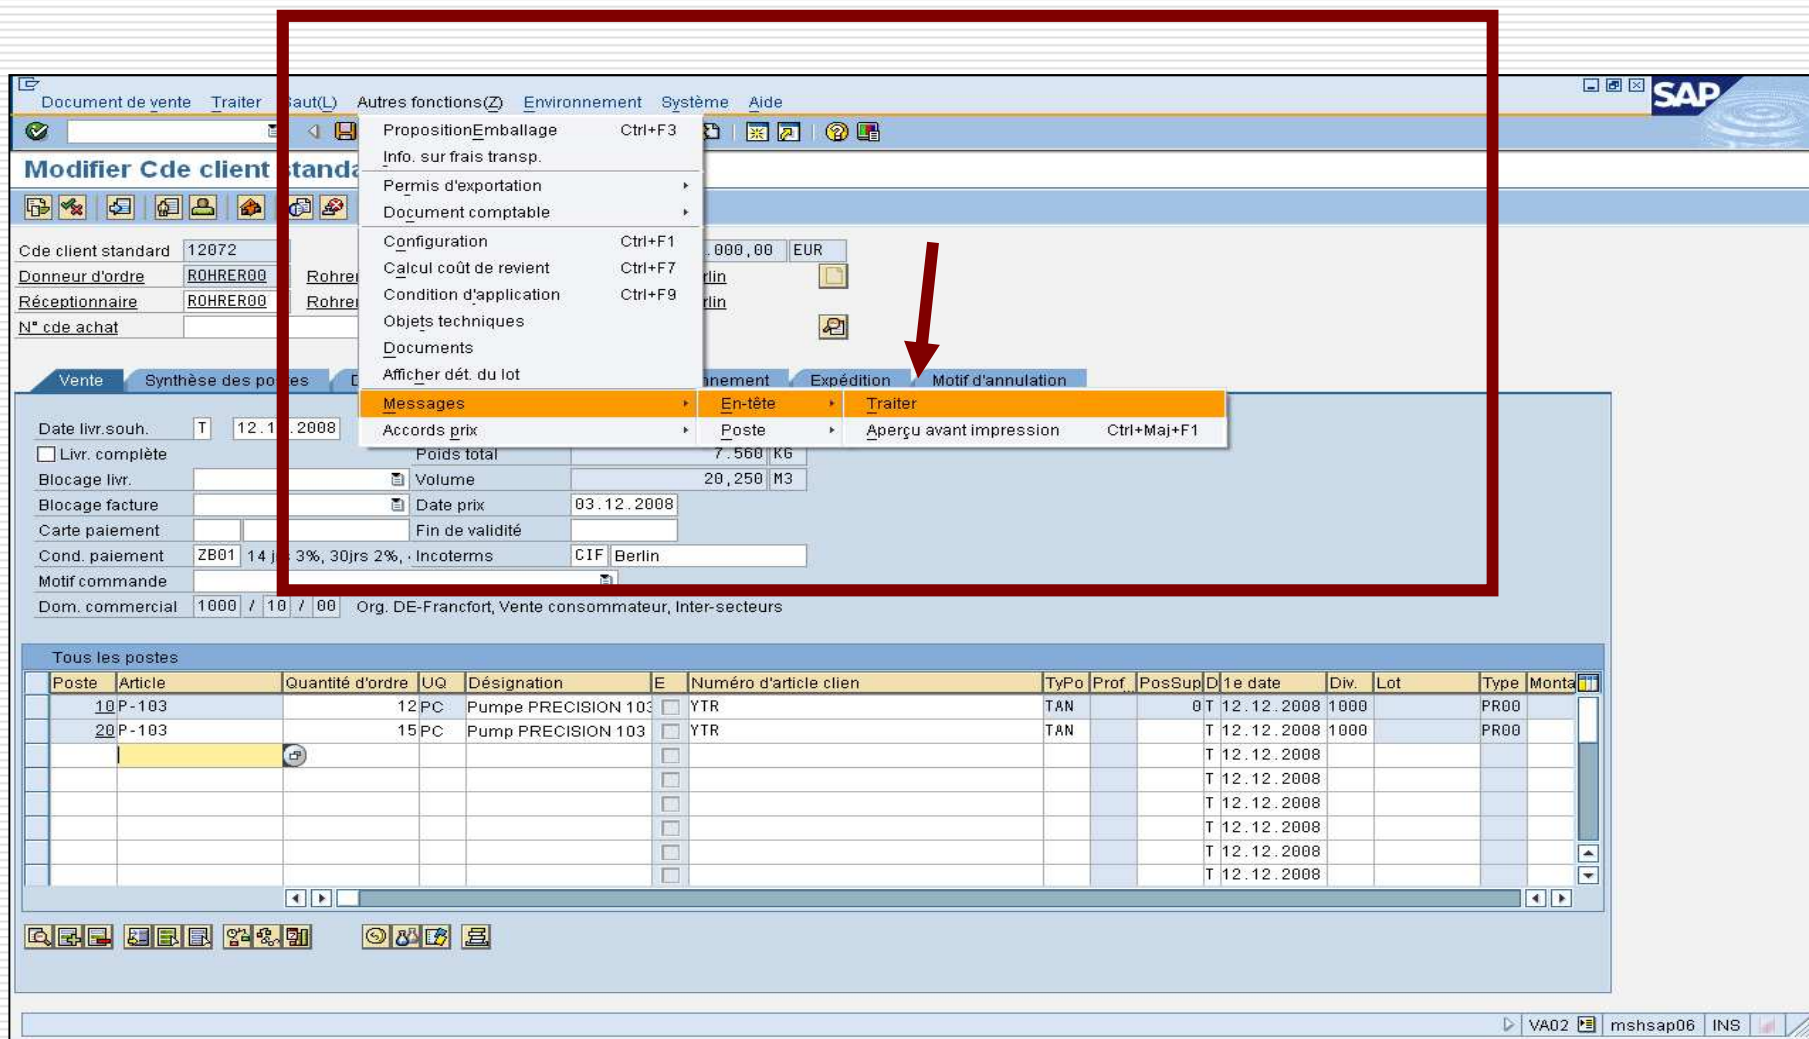 Document de vente Traiter Saut(L) Autres fonctions(Z) Environnement Système Aide
SAP
PropositionEmballage Ctrl+F3
Info. sur frais transp.
Modifier Cde client standa
Permis d'exportation
Document comptable
Configuration Ctrl+F1
Cde client standard 12072 .000,00 EUR
Calcul coût de revient Ctrl+F7
Donneur d'ordre ROHRER00 Rohrer rlin
Condition d'application Ctrl+F9
Réceptionnaire ROHRER00 Rohrer rlin
Objets techniques
N° cde achat
Documents
Afficher dét. du lot
Vente Synthèse des postes D nnement Expédition Motif d'annulation
Messages En-tête Traiter
Accords prix Poste Aperçu avant impression Ctrl+Maj+F1
Date livr.souh. T 12.1 .2008
Livr. complète Poids total 7.560 KG
Blocage livr. Volume 20,250 M3
Blocage facture Date prix 03.12.2008
Carte paiement Fin de validité
Cond. paiement ZB01 14 jrs 3%, 30jrs 2%, Incoterms CIF Berlin
Motif commande
Dom. commercial 1000 / 10 / 00 Org. DE-Francfort, Vente consommateur, Inter-secteurs
Tous les postes
Poste Article Quantité d'ordre UQ Désignation E Numéro d'article clien TyPo Prof PosSup D 1e date Div. Lot Type Monta
10 P-103 12 PC Pumpe PRECISION 103 YTR TAN 0 T 12.12.2008 1000 PR00
20 P-103 15 PC Pump PRECISION 103 YTR TAN T 12.12.2008 1000 PR00
T 12.12.2008
T 12.12.2008
T 12.12.2008
T 12.12.2008
T 12.12.2008
T 12.12.2008
VA02 mshsap06 INS